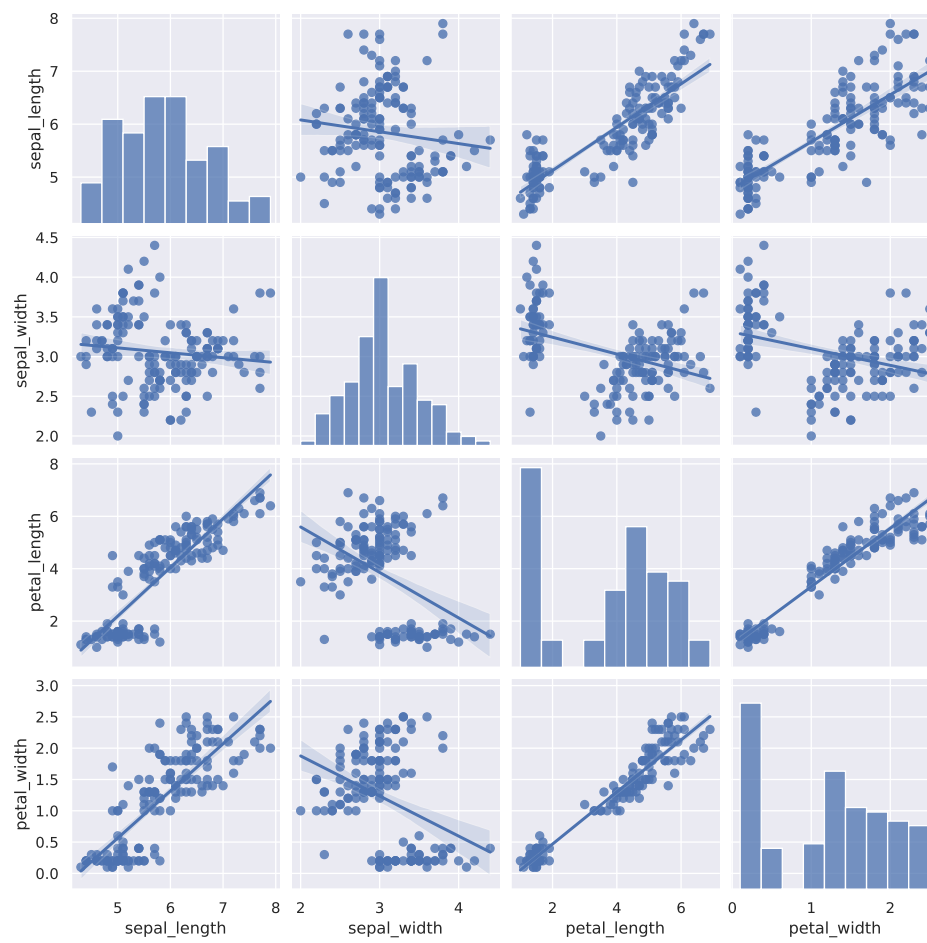 8
7
6
5
sepal_length
4.5
4.0
3.5
3.0
2.5
2.0
sepal_width
8
6
4
2
petal_length
3.0
2.5
2.0
1.5
1.0
0.5
0.0
petal_width
5 6 7 8
2 3 4
2 4 6
0 1 2
sepal_length sepal_width petal_length petal_width